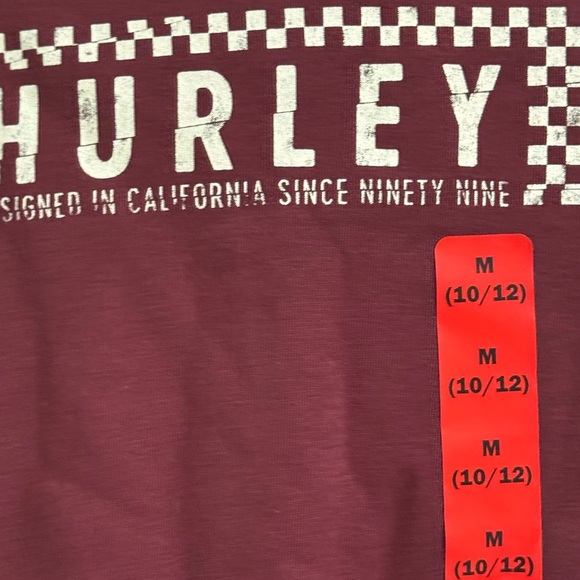 HURLEY
SIGNED IN CALIFORNIA SINCE NINETY NINE
M
(10/12)
M
(10/12)
M
(10/12)
M
(10/12)